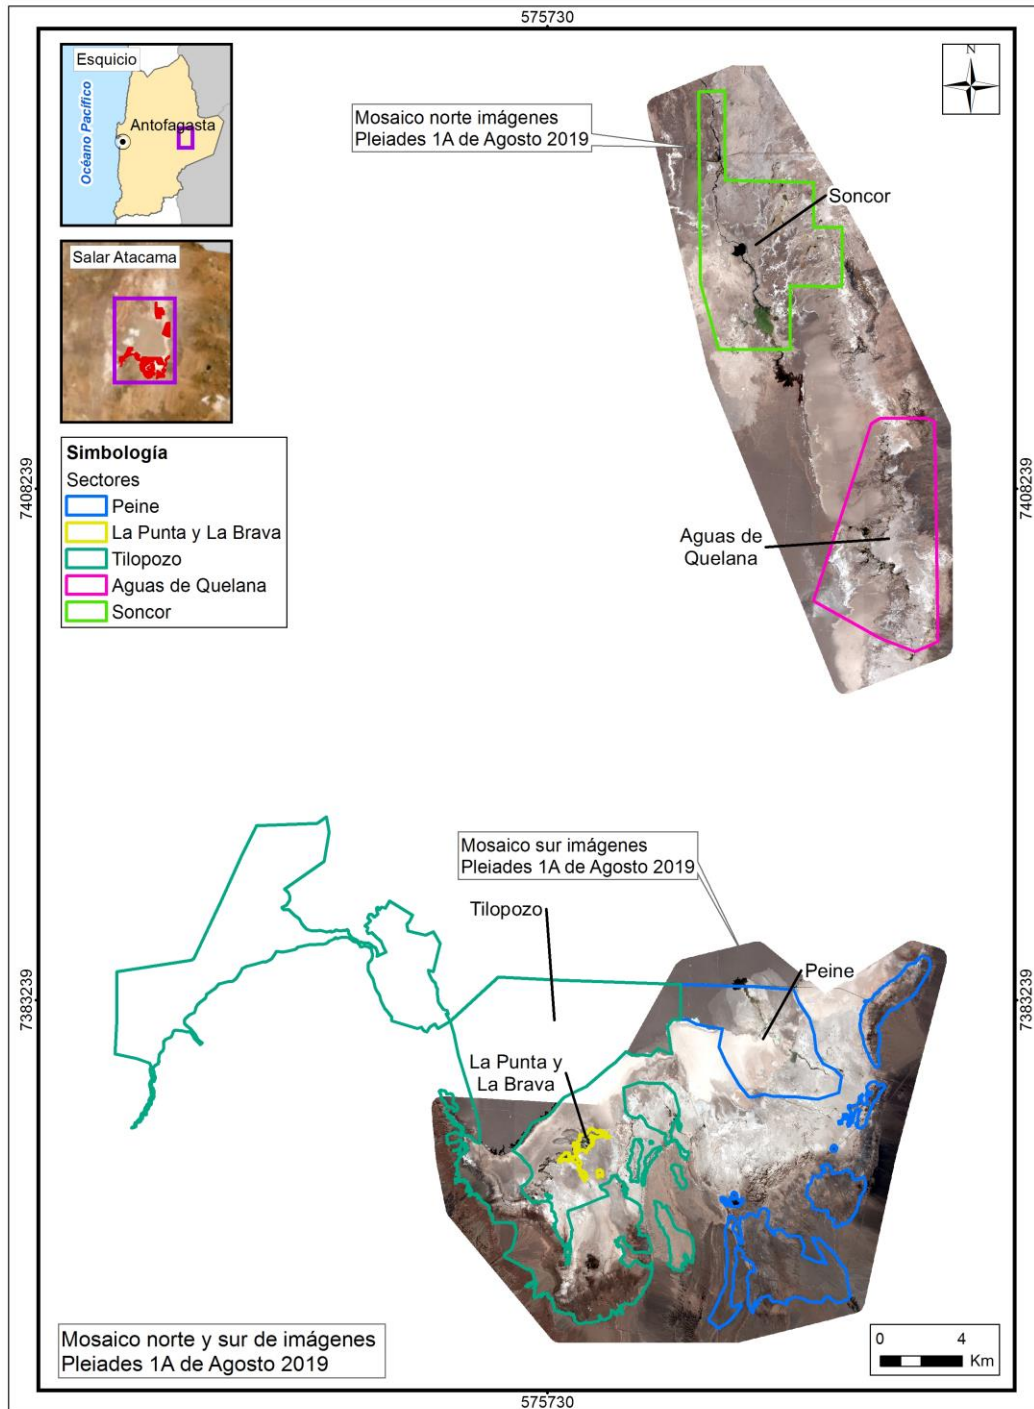 575730
Esquicio
Océano Pacífico
Antofagasta
N
Mosaico norte imágenes
Pleiades 1A de Agosto 2019
Soncor
Salar Atacama
Simbología
Sectores
Peine
La Punta y La Brava
Tilopozo
Aguas de Quelana
Soncor
7408239
7408239
Aguas de
Quelana
Mosaico sur imágenes
Pleiades 1A de Agosto 2019
Tilopozo
Peine
7383239
7383239
La Punta y
La Brava
Mosaico norte y sur de imágenes
Pleiades 1A de Agosto 2019
0 4
Km
575730